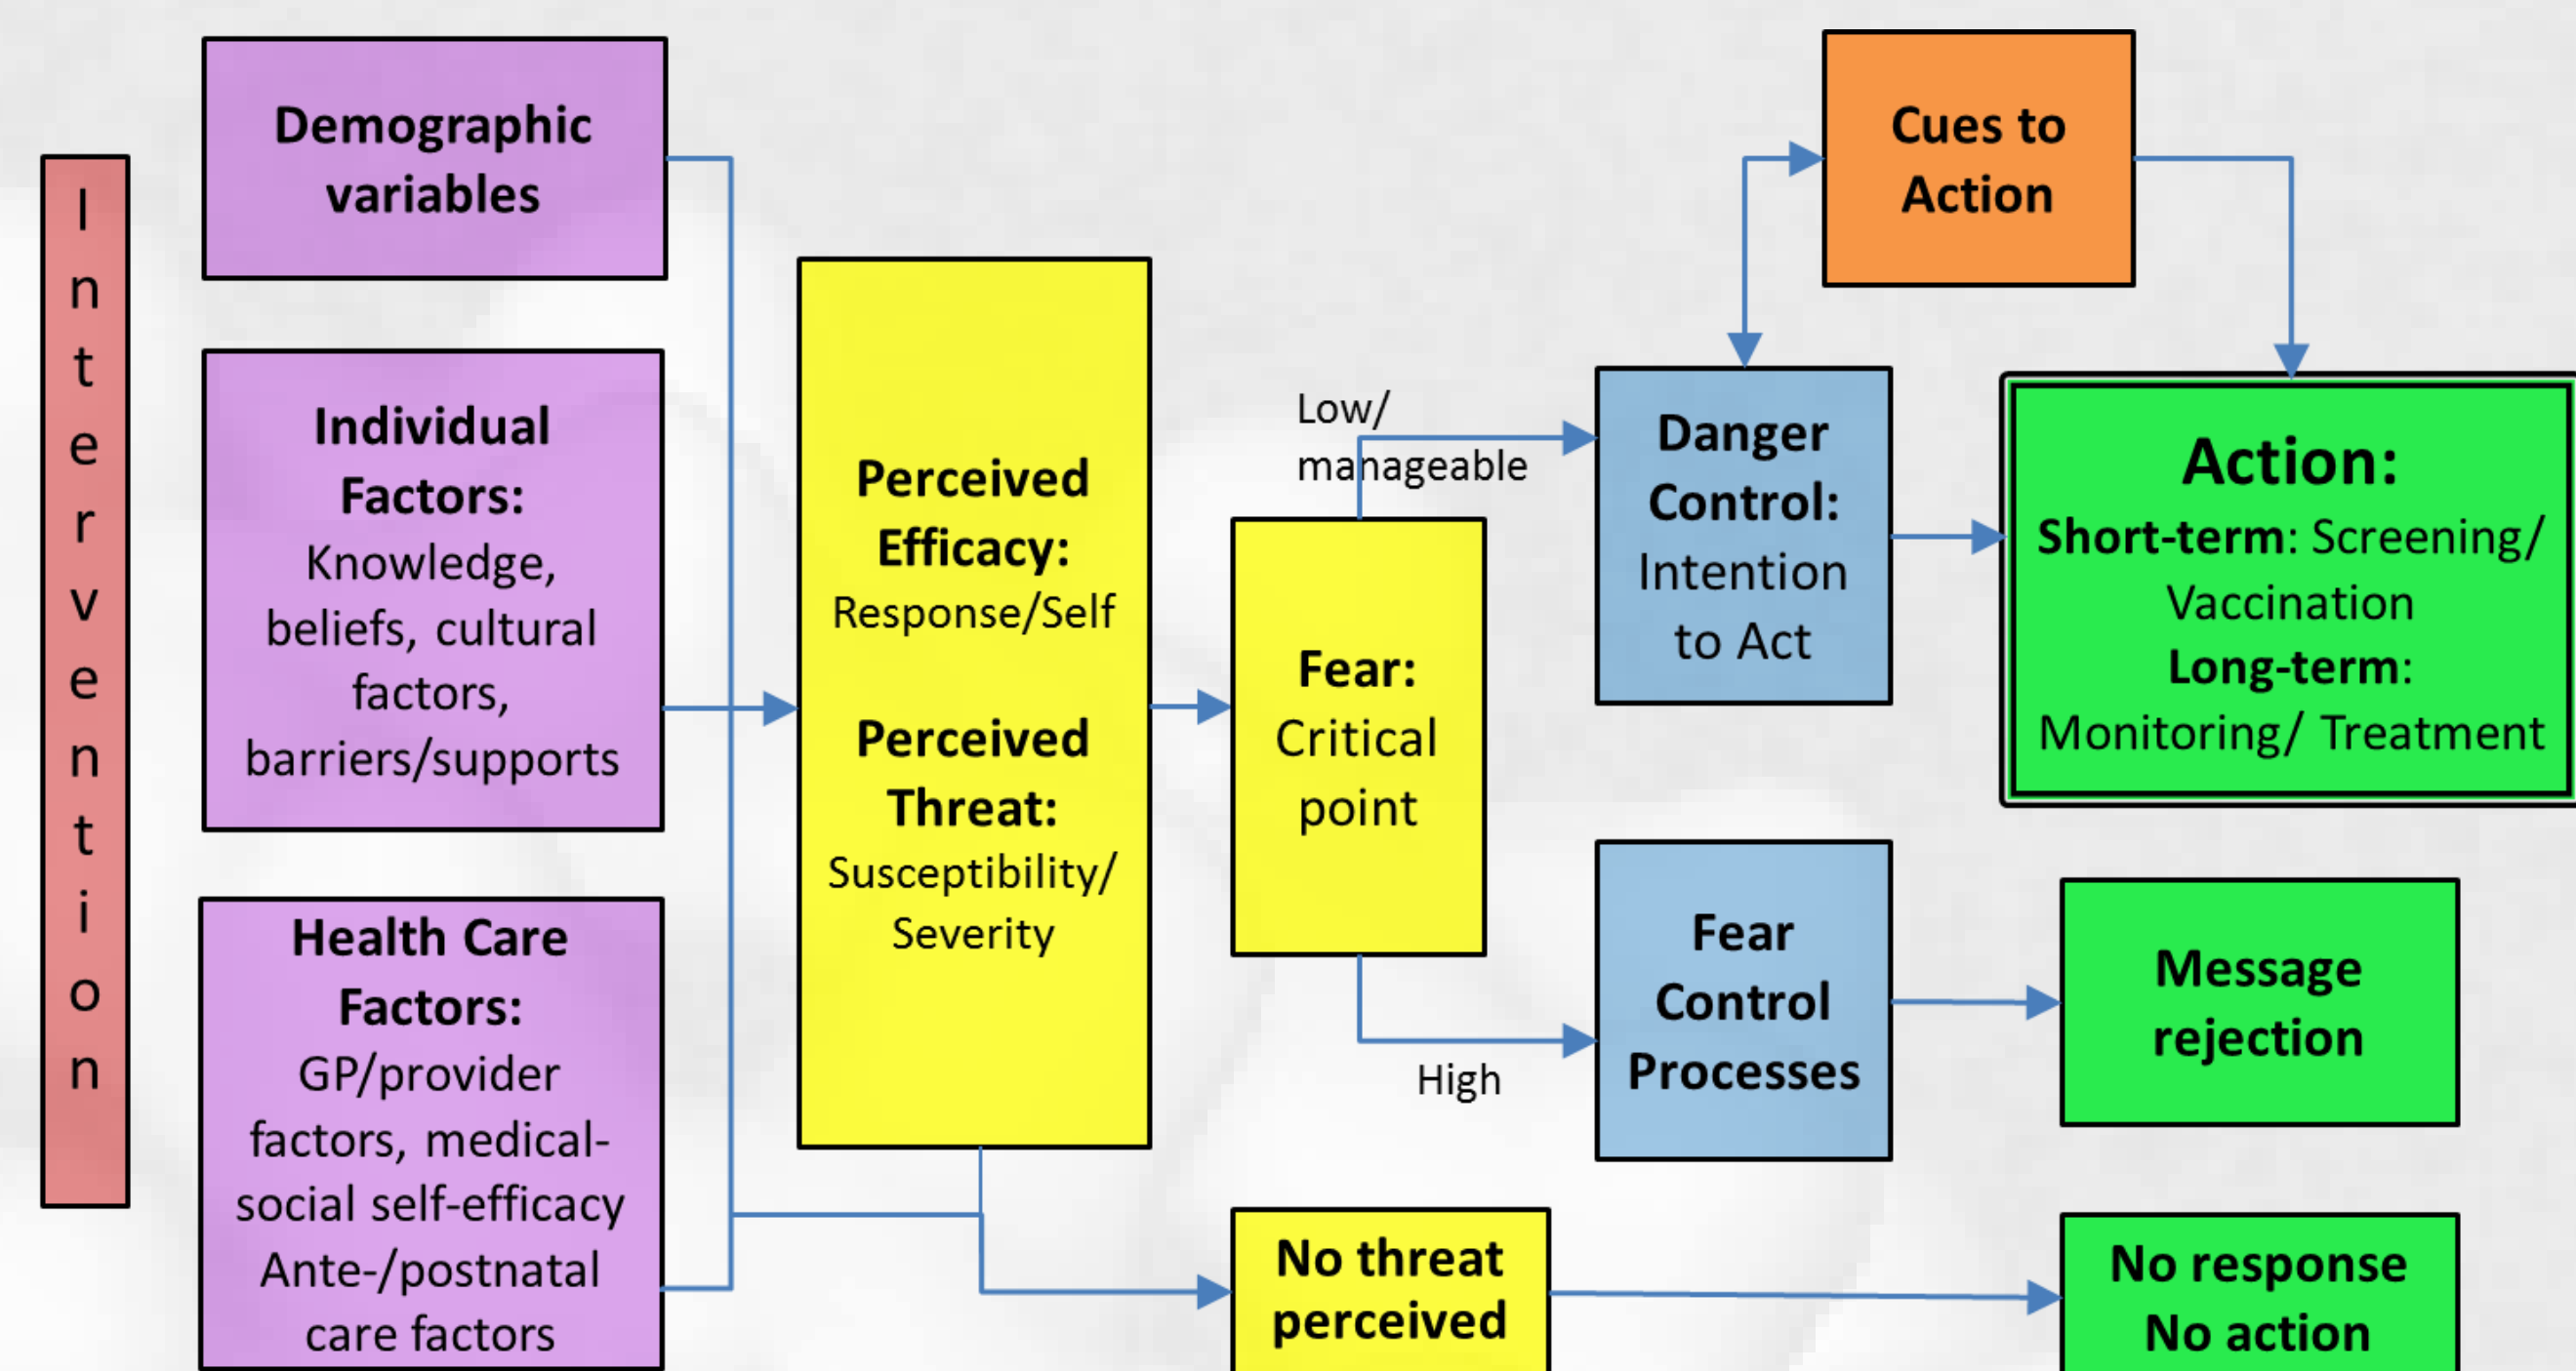 Intervention
Demographic
variables
Individual
Factors:
Knowledge,
beliefs, cultural
factors,
barriers/supports
Health Care
Factors:
GP/provider
factors, medical-
social self-efficacy
Ante-/postnatal
care factors
Perceived
Efficacy:
Response/Self
Perceived
Threat:
Susceptibility/
Severity
Low/
manageable
Fear:
Critical
point
High
No threat
perceived
Cues to
Action
Danger
Control:
Intention
to Act
Fear
Control
Processes
Action:
Short-term: Screening/
Vaccination
Long-term:
Monitoring/ Treatment
Message
rejection
No response
No action